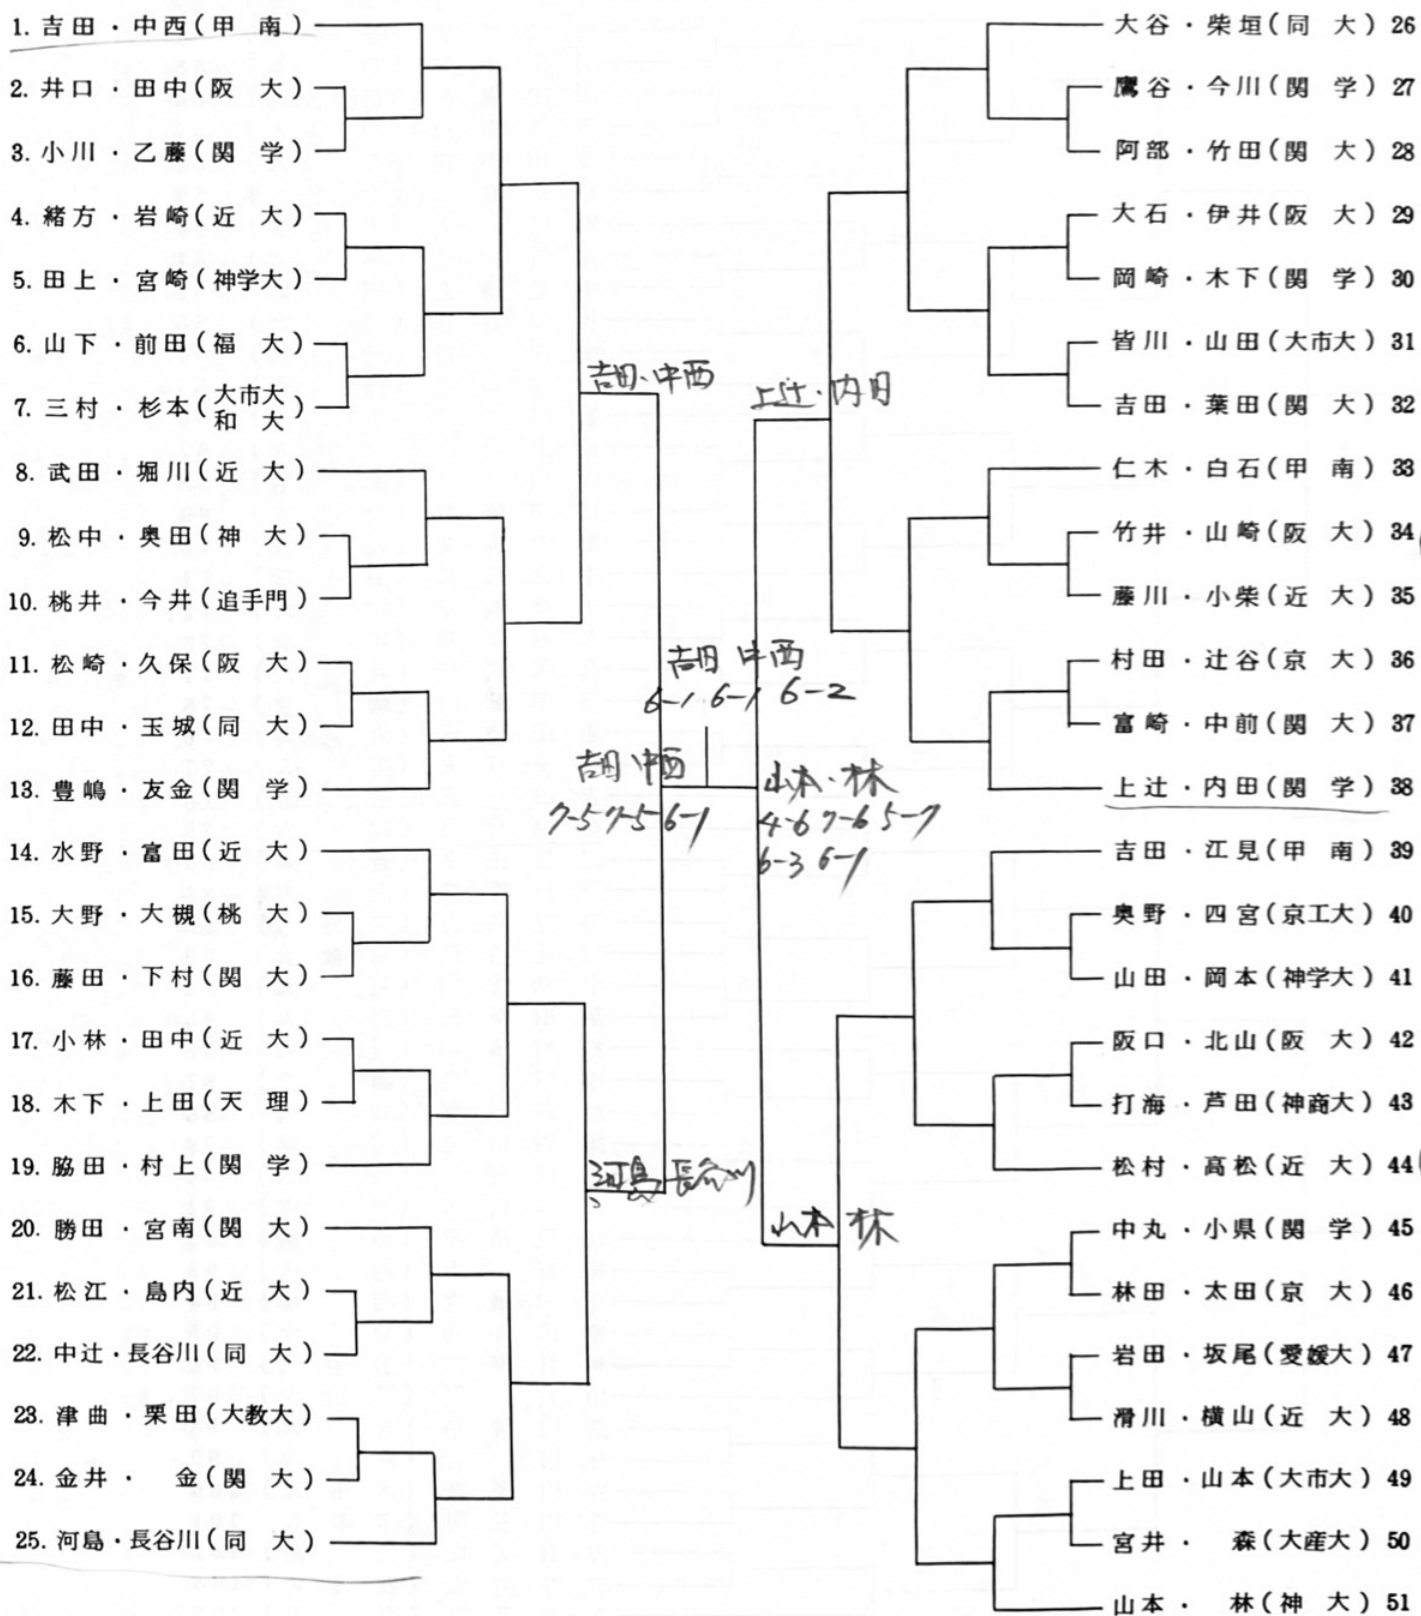 1. 吉田・中西(甲 南)
2. 井口・田中(阪 大)
3. 小川・乙藤(関 学)
4. 緒方・岩崎(近 大)
5. 田上・宮崎(神学大)
6. 山下・前田(福 大)
7. 三村・杉本(大市大 和大)
8. 武田・堀川(近 大)
9. 松中・奥田(神 大)
10. 桃井・今井(追手門)
11. 松崎・久保(阪 大)
12. 田中・玉城(同 大)
13. 豊嶋・友金(関 学)
14. 水野・富田(近 大)
15. 大野・大槻(桃 大)
16. 藤田・下村(関 大)
17. 小林・田中(近 大)
18. 木下・上田(天 理)
19. 脇田・村上(関 学)
20. 勝田・宮南(関 大)
21. 松江・島内(近 大)
22. 中辻・長谷川(同 大)
23. 津曲・栗田(大教大)
24. 金井・ 金(関 大)
25. 河島・長谷川(同 大)
吉田・中西
河島 長谷川
吉田 中西
7-5 7-5 6-1
吉田 中西
6-1 6-1 6-2
山本・林
4-6 7-6 5-7
6-3 6-1
上辻・内田
山本 林
大谷・柴垣(同 大) 26
鷹谷・今川(関 学) 27
阿部・竹田(関 大) 28
大石・伊井(阪 大) 29
岡崎・木下(関 学) 30
皆川・山田(大市大) 31
吉田・葉田(関 大) 32
仁木・白石(甲 南) 33
竹井・山崎(阪 大) 34
藤川・小柴(近 大) 35
村田・辻谷(京 大) 36
富崎・中前(関 大) 37
上辻・内田(関 学) 38
吉田・江見(甲 南) 39
奥野・四宮(京工大) 40
山田・岡本(神学大) 41
阪口・北山(阪 大) 42
打海・芦田(神商大) 43
松村・高松(近 大) 44
中丸・小県(関 学) 45
林田・太田(京 大) 46
岩田・坂尾(愛媛大) 47
滑川・横山(近 大) 48
上田・山本(大市大) 49
宮井・ 森(大産大) 50
山本・ 林(神 大) 51